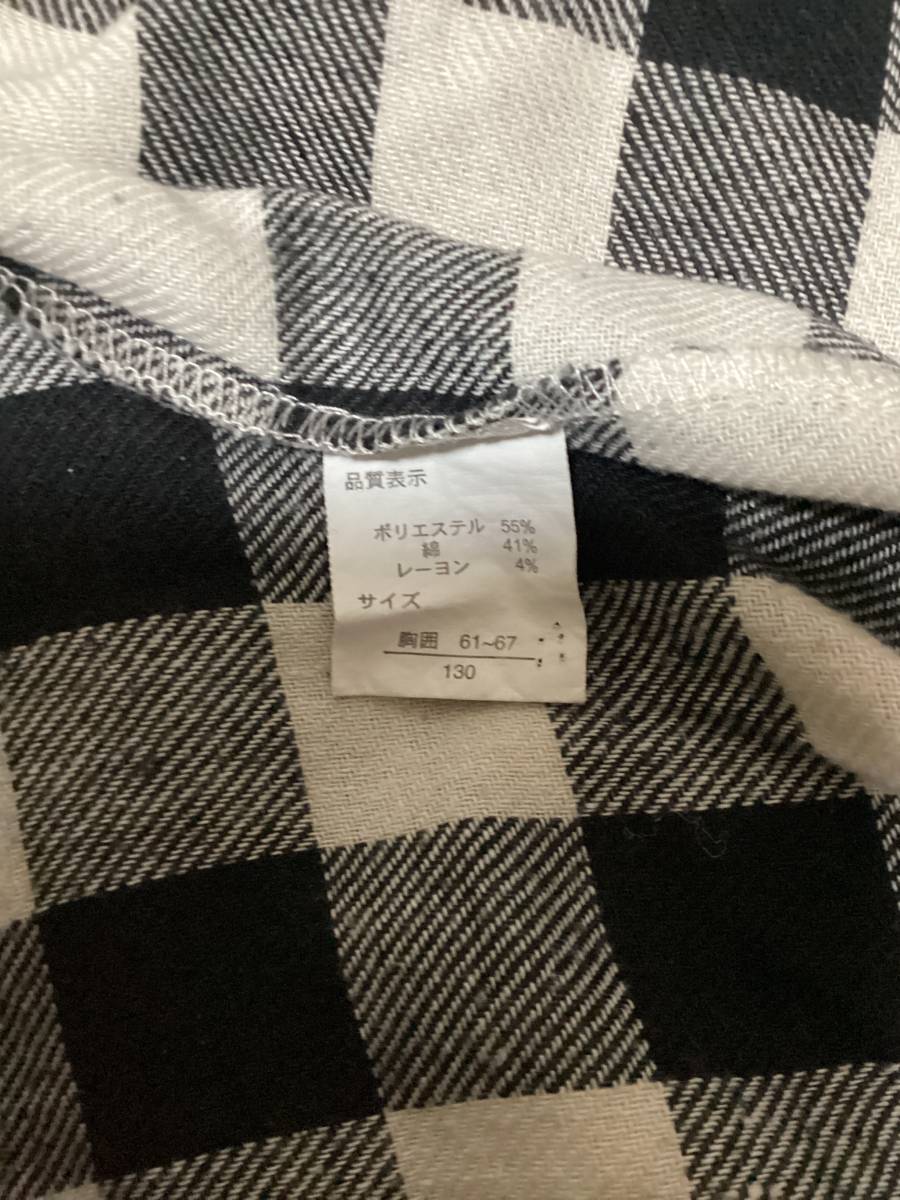 品質表示
ポリエステル 55%
綿 41%
レーヨン 4%
サイズ
胸囲 61~67
130